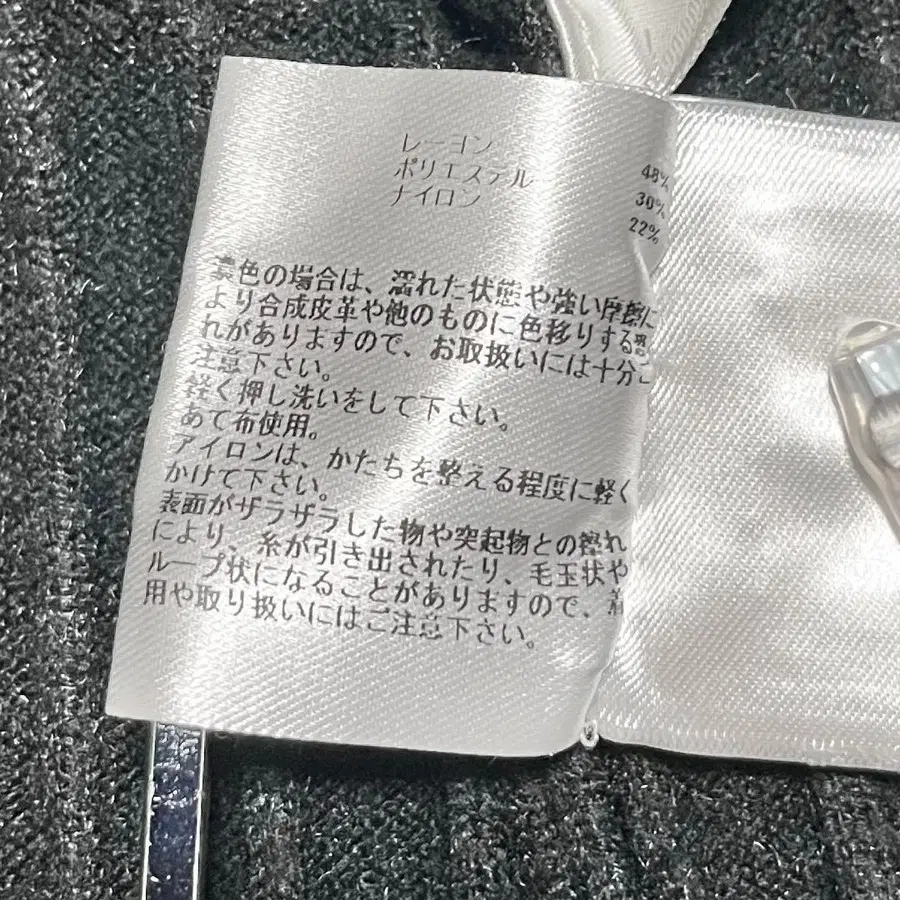 レーヨン 48%
ポリエステル 30%
ナイロン 22%
濃色の場合は、濡れた状態や強い摩擦に
より合成皮革や他のものに色移りする恐
れがありますので、お取扱いには十分ご
注意下さい。
軽く押し洗いをして下さい。
あて布使用。
アイロンは、かたちを整える程度に軽く
かけて下さい。
表面がザラザラした物や突起物との擦れ
により、糸が引き出されたり、毛玉状や
ループ状になることがありますので、着
用や取り扱いにはご注意下さい。